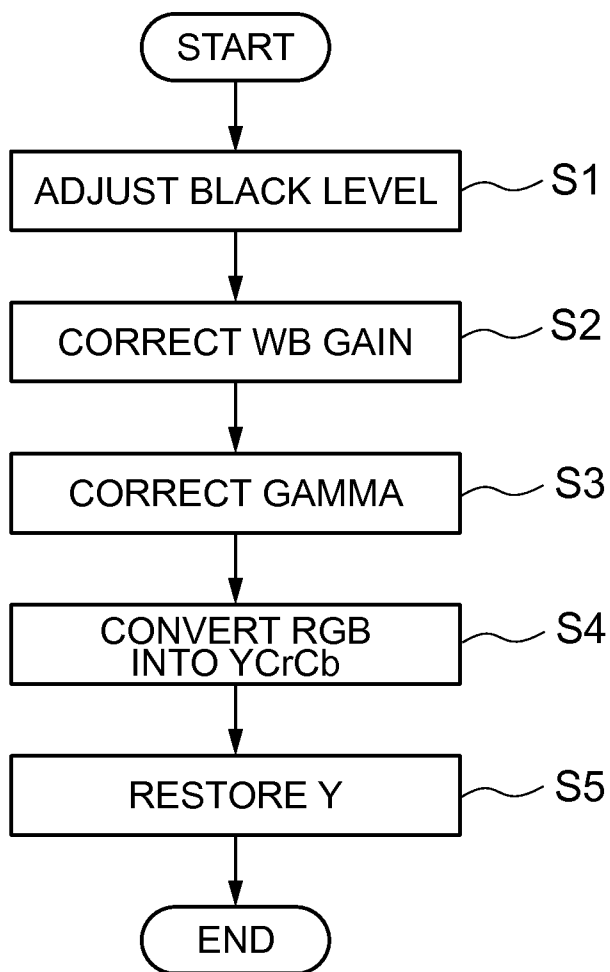 START
ADJUST BLACK LEVEL
S1
CORRECT WB GAIN
S2
CORRECT GAMMA
S3
CONVERT RGB
INTO YCrCb
S4
RESTORE Y
S5
END